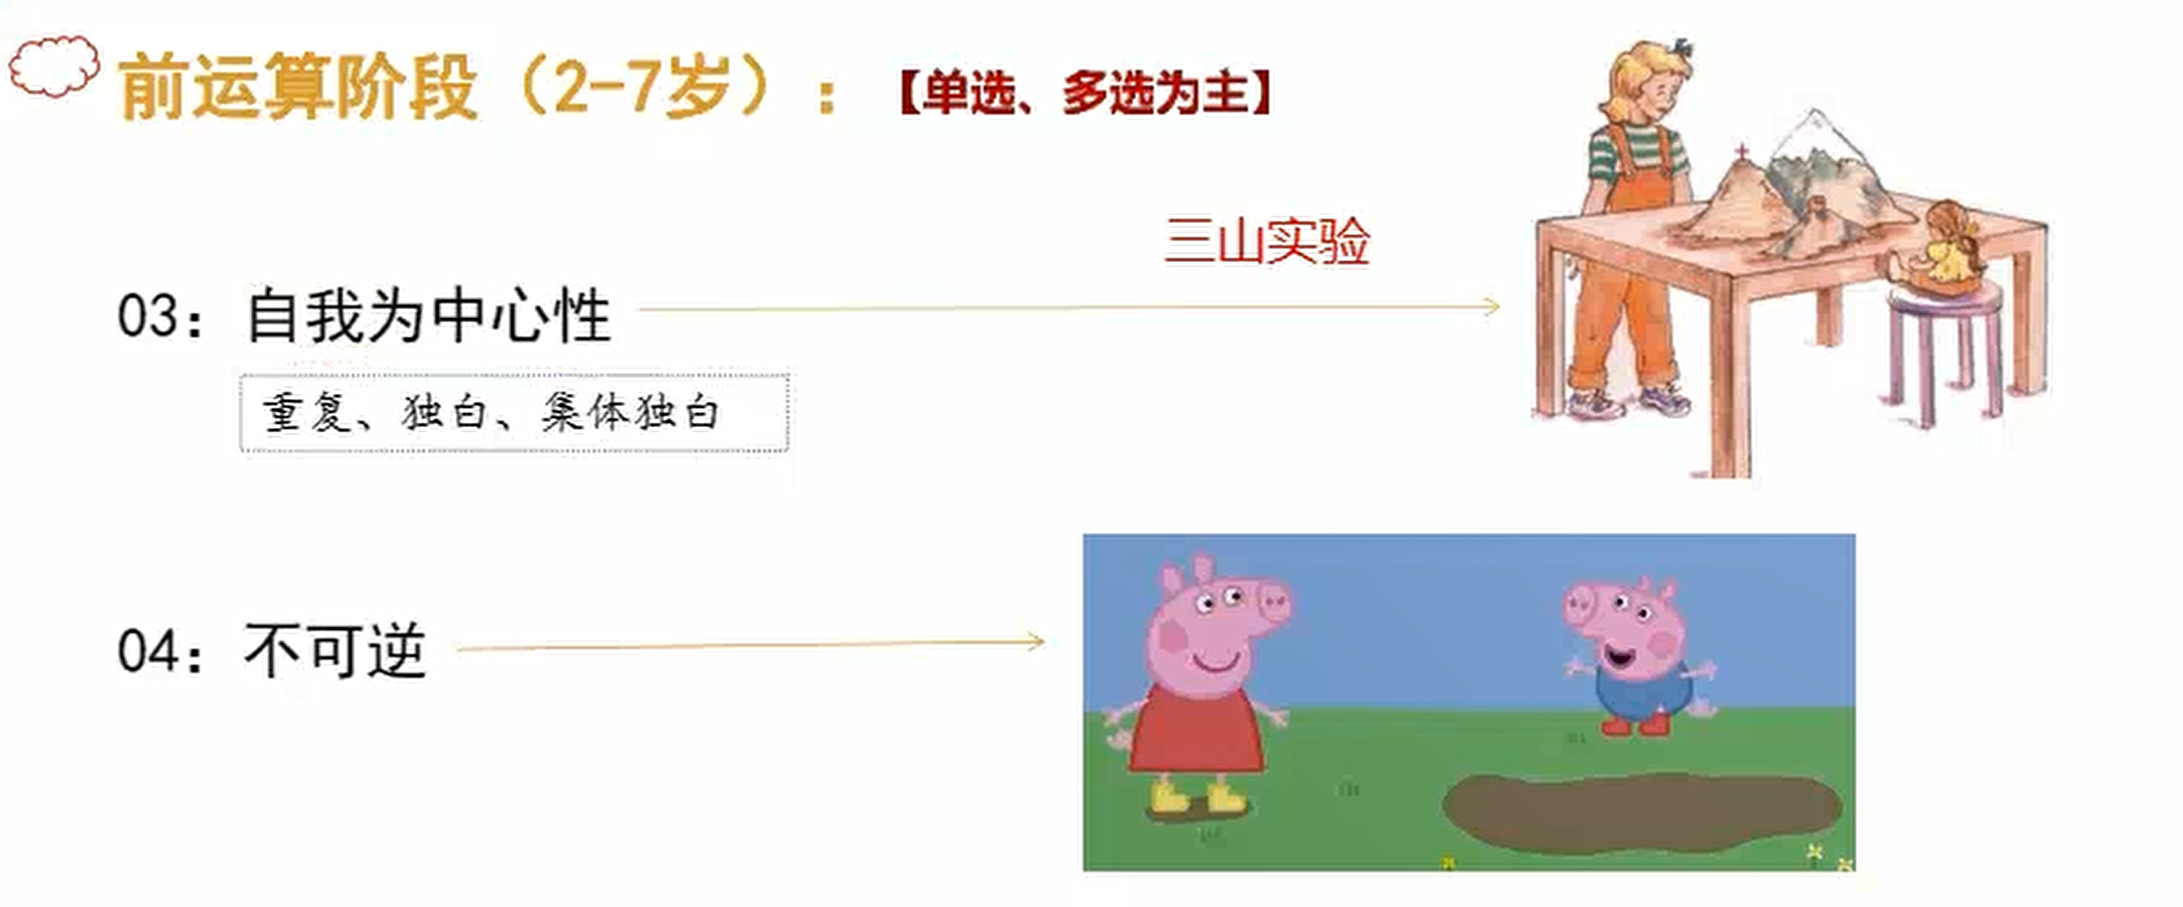 前运算阶段（2-7岁）：【单选、多选为主】
三山实验
03：自我为中心性
重复、独白、集体独白
04：不可逆